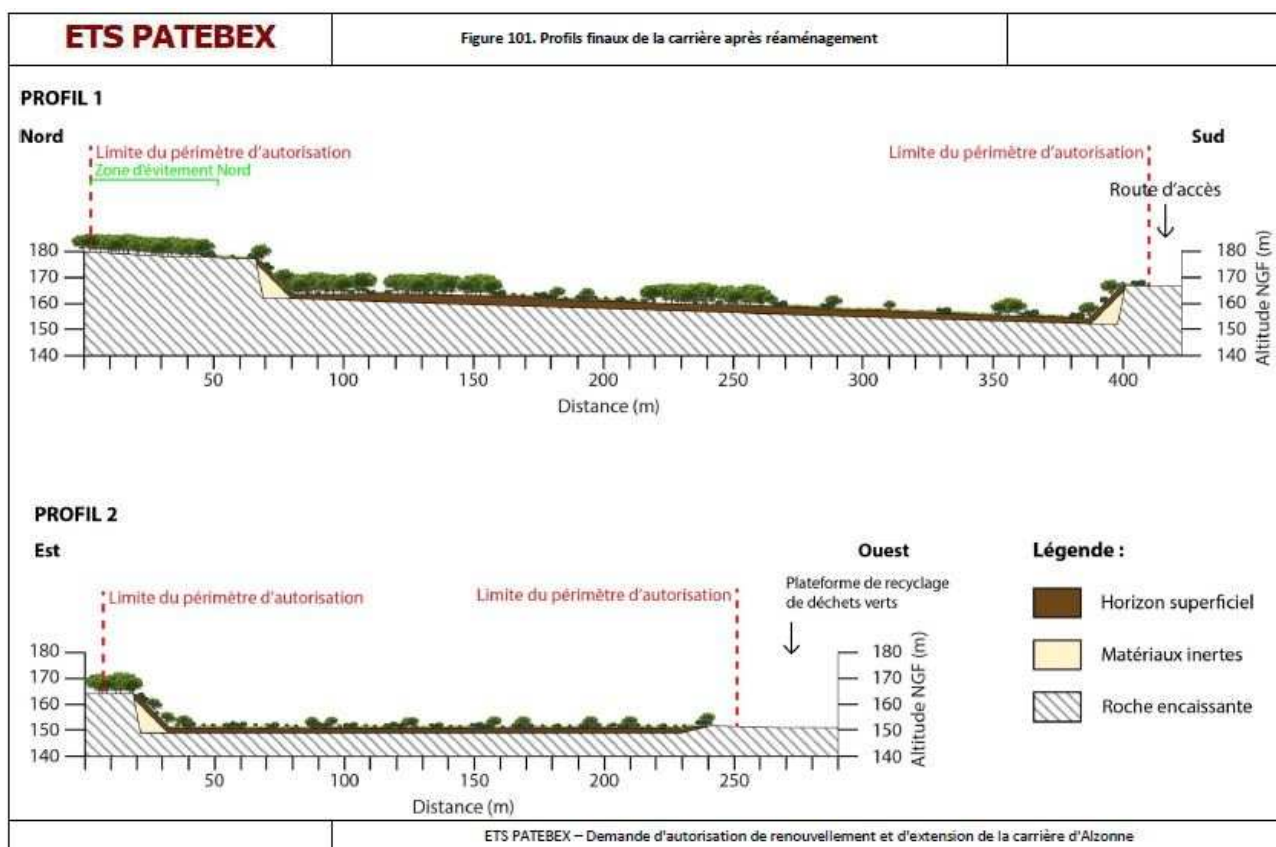 ETS PATEBEX
Figure 101. Profils finaux de la carrière après réaménagement
PROFIL 1
Nord
Sud
Limite du périmètre d'autorisation
Limite du périmètre d'autorisation
Zone d'évitement Nord
Route d'accès
180
170
160
150
140
180
170
160
150
140
Altitude NGF (m)
50
100
150
200
250
300
350
400
Distance (m)
PROFIL 2
Est
Ouest
Légende :
Limite du périmètre d'autorisation
Limite du périmètre d'autorisation
Plateforme de recyclage
de déchets verts
Horizon superficiel
Matériaux inertes
Roche encaissante
180
170
160
150
140
180
170
160
150
140
Altitude NGF (m)
50
100
150
200
250
Distance (m)
ETS PATEBEX – Demande d'autorisation de renouvellement et d'extension de la carrière d'Alzonne